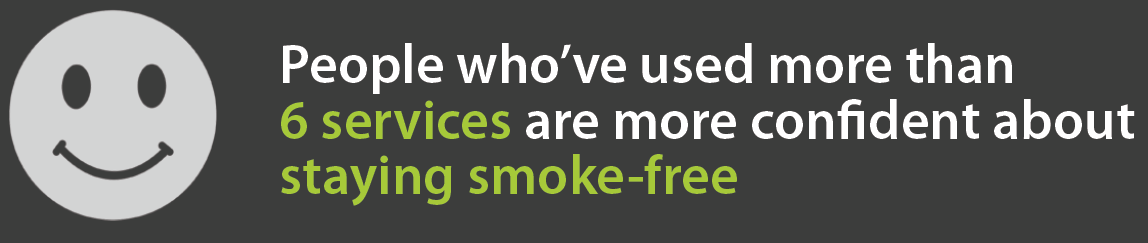 People who’ve used more than
6 services are more confident about
staying smoke-free